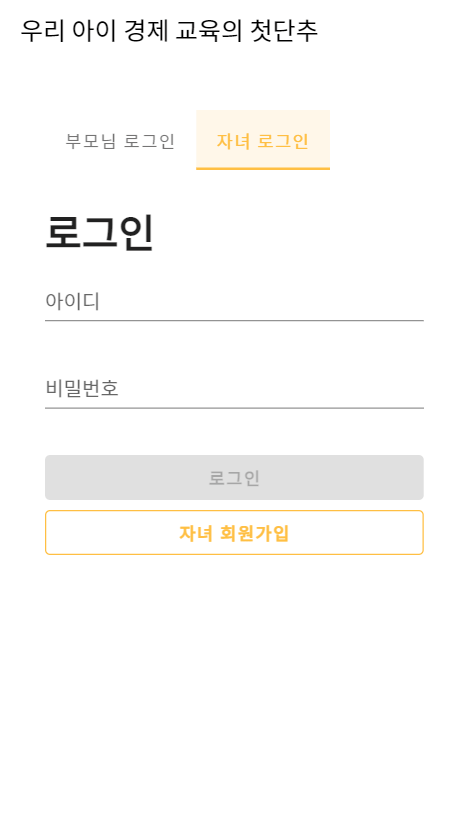 우리 아이 경제 교육의 첫단추
부모님 로그인 자녀 로그인
로그인
아이디
비밀번호
로그인
자녀 회원가입